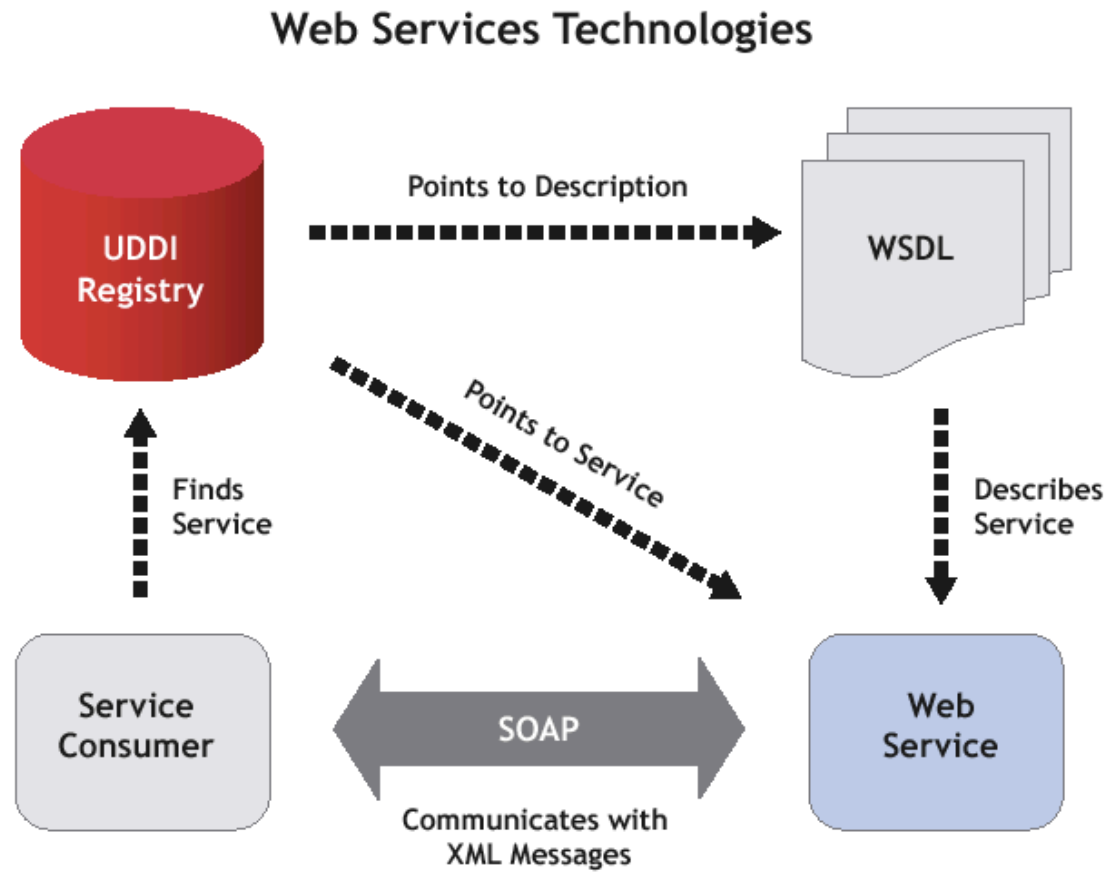 Web Services Technologies
Points to Description
UDDI
Registry
WSDL
Points to Service
Finds
Service
Describes
Service
Service
Consumer
SOAP
Web
Service
Communicates with
XML Messages